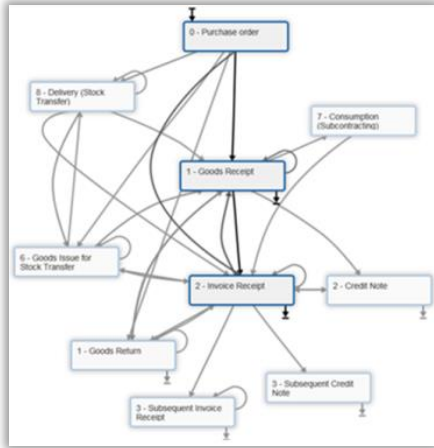 0 - Purchase order
8 - Delivery (Stock
Transfer)
7 - Consumption
(Subcontracting)
1 - Goods Receipt
6 - Goods Issue for
Stock Transfer
2 - Invoice Receipt
2 - Credit Note
1 - Goods Return
3 - Subsequent Credit
Note
3 - Subsequent Invoice
Receipt